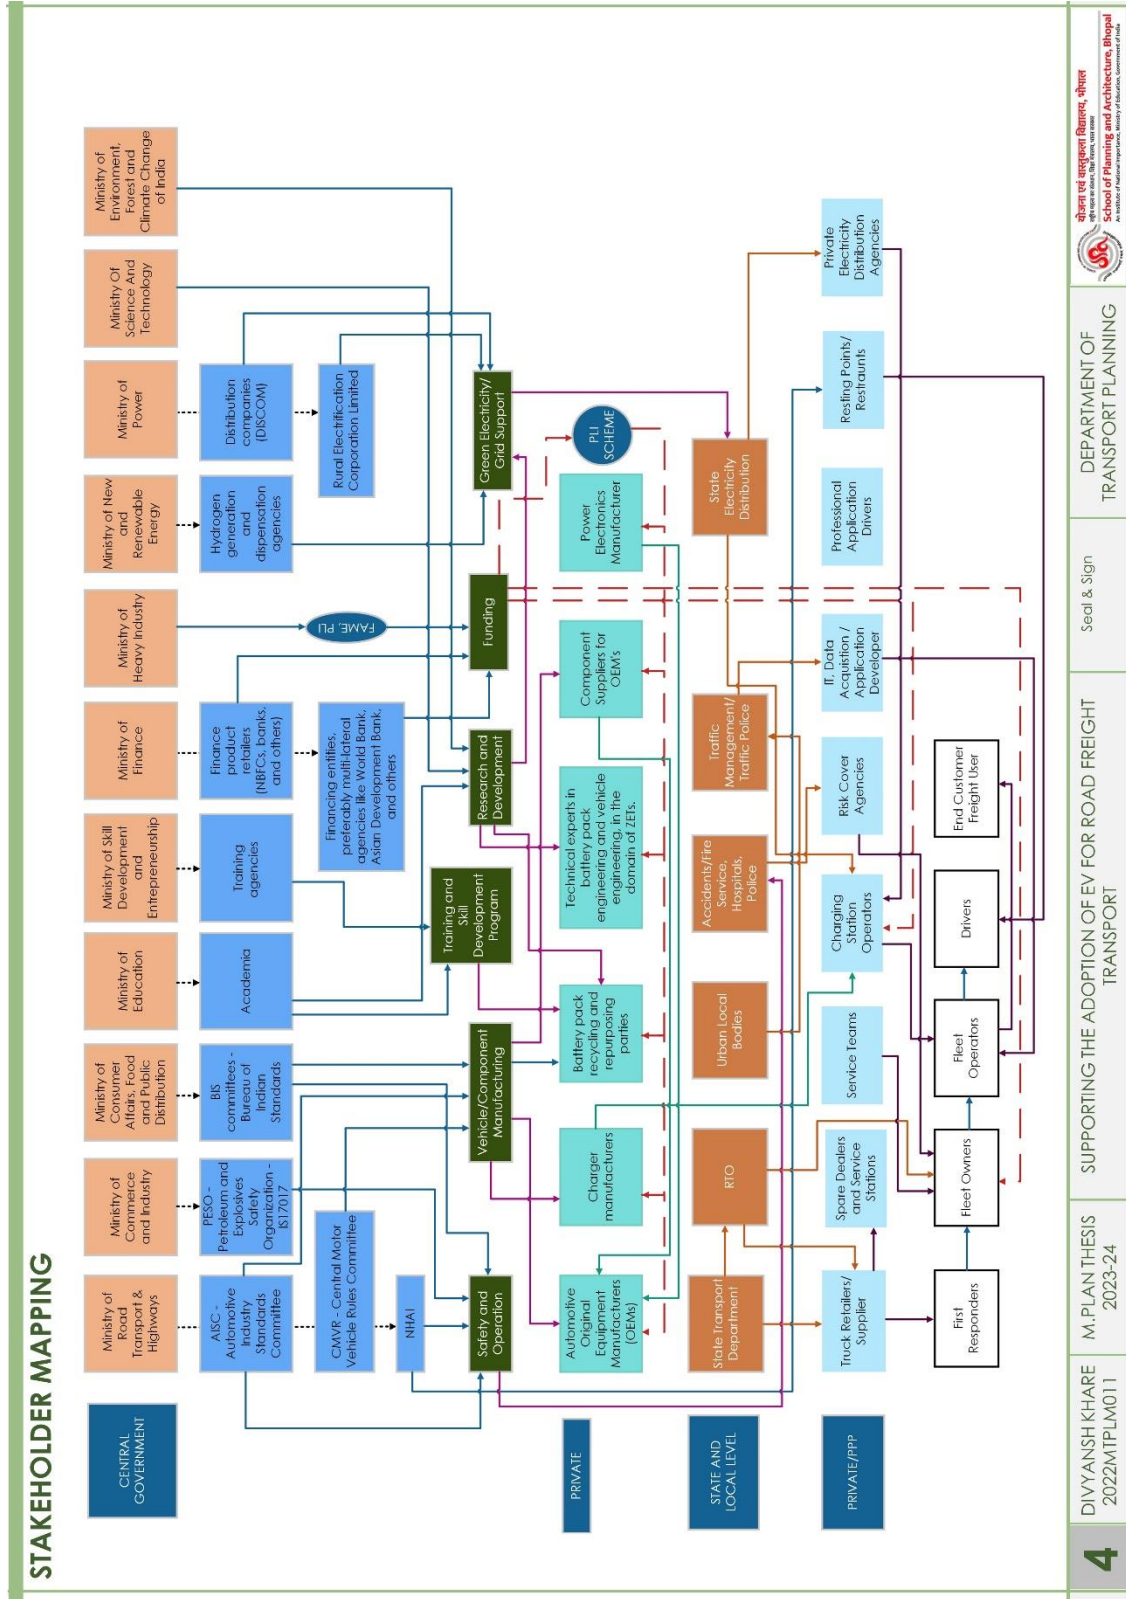 STAKEHOLDER MAPPING
CENTRAL
GOVERNMENT
Ministry of
Road
Transport &
Highways
Ministry of
Commerce
and Industry
Ministry of
Consumer
Affairs, Food
and Public
Distribution
Ministry of
Education
Ministry of Skill
Development
and
Entrepreneurship
Ministry of
Finance
Ministry of
Heavy Industry
Ministry of New
and
Renewable
Energy
Ministry of
Power
Ministry Of
Science And
Technology
Ministry of
Environment,
Forest and
Climate Change
of India
AISC -
Automotive
Industry
Standards
Committee
PESO -
Petroleum and
Explosives
Safety
Organization -
IS17017
BIS
committees -
Bureau of
Indian
Standards
Academia
Training
agencies
Finance
product
retailers
(NBFCs, banks,
and others)
Hydrogen
generation
and
dispensation
agencies
Distribution
companies
(DISCOM)
CMVR - Central Motor
Vehicle Rules Committee
Financing entities,
preferably multi-lateral
agencies like World Bank,
Asian Development Bank,
and others
FAME, PLI
Rural Electrification
Corporation Limited
NHAI
Safety and
Operation
Vehicle/Component
Manufacturing
Training and
Skill
Development
Program
Research and
Development
Funding
Green Electricity/
Grid Support
PRIVATE
Automotive
Original
Equipment
Manufacturers
(OEMs)
Charger
manufacturers
Battery pack
recycling and
repurposing
parties
Technical experts in
battery pack
engineering and vehicle
engineering, in the
domain of ZETs.
Component
Suppliers for
OEM's
Power
Electronics
Manufacturer
PLI
SCHEME
STATE AND
LOCAL LEVEL
State Transport
Department
RTO
Urban Local
Bodies
Accidents/Fire
Service,
Hospitals,
Police
Traffic
Management/
Traffic Police
State
Electricity
Distribution
PRIVATE/PPP
Truck Retailers/
Supplier
Spare Dealers
and Service
Stations
Service Teams
Charging
Station
Operators
Risk Cover
Agencies
IT, Data
Acquistion /
Application
Developer
Professional
Application
Drivers
Resting Points/
Restraunts
Private
Electricity
Distribution
Agencies
First
Responders
Fleet Owners
Fleet
Operators
Drivers
End Customer
Freight User
4
DIVYANSH KHARE
2022MTPLM011
M.PLAN THESIS
2023-24
SUPPORTING THE ADOPTION OF EV FOR ROAD FREIGHT
TRANSPORT
Seal & Sign
DEPARTMENT OF
TRANSPORT PLANNING
योजना एवं वास्तुकला विद्यालय, भोपाल
School of Planning and Architecture, Bhopal
An Institute of National Importance, Ministry of Education, Government of India